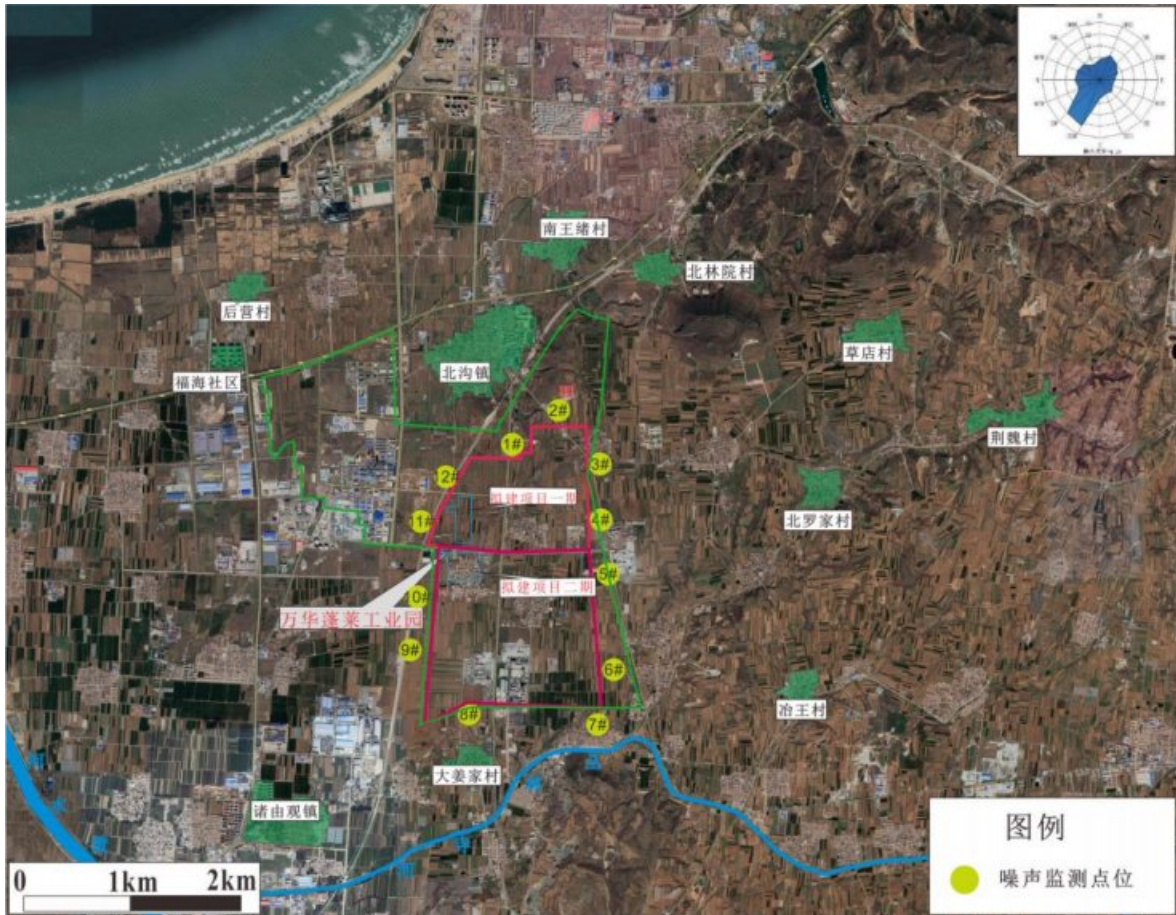 南王绪村
北林院村
后营村
草店村
福海社区
北沟镇
荆魏村
2#
1#
3#
12#
拟建项目一期
北罗家村
11#
4#
5#
拟建项目二期
10#
万华蓬莱工业园
9#
6#
冶王村
8#
7#
大姜家村
诸由观镇
图例
噪声监测点位
0 1km 2km